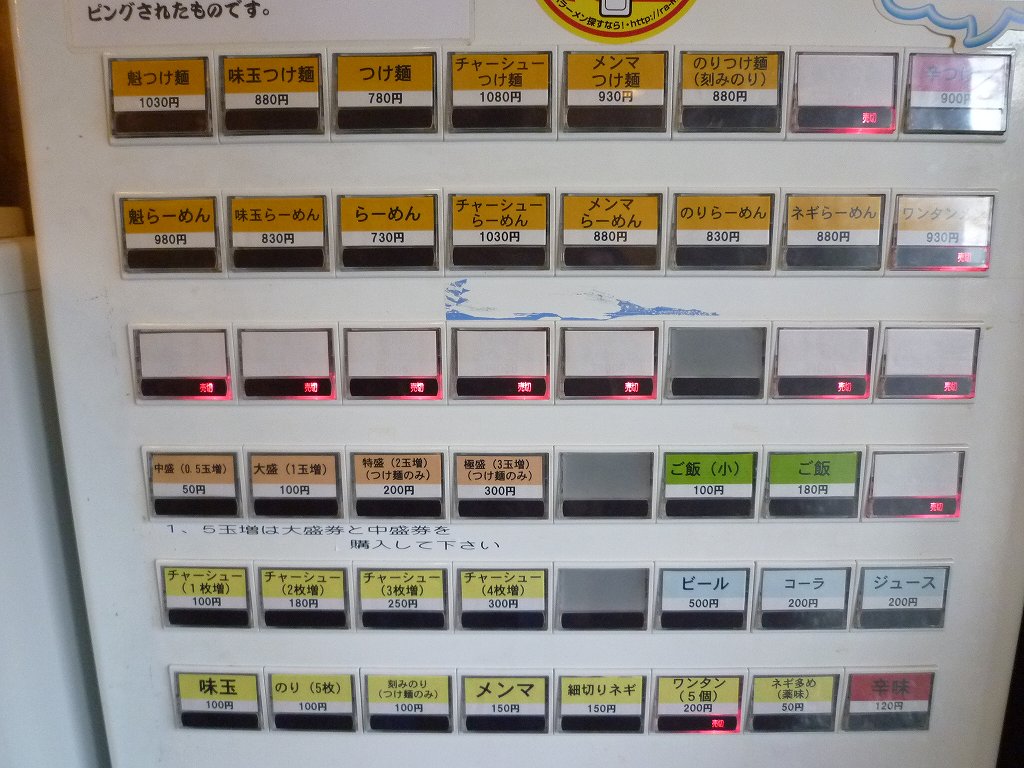 ピングされたものです。
ラーメン探すなら!・http://ra-
魁つけ麺
1030円
味玉つけ麺
880円
つけ麺
780円
チャーシュー
つけ麺
1080円
メンマ
つけ麺
930円
のりつけ麺
(刻みのり)
880円
売切
辛つけ
900円
魁らーめん
980円
味玉らーめん
830円
らーめん
730円
チャーシュー
らーめん
1030円
メンマ
らーめん
880円
のりらーめん
830円
ネギらーめん
880円
ワンタン
930円
売切
売切
売切
売切
売切
売切
売切
売切
中盛(0.5玉増)
50円
大盛(1玉増)
100円
特盛(2玉増)
(つけ麺のみ)
200円
極盛(3玉増)
(つけ麺のみ)
300円
ご飯(小)
100円
ご飯
180円
売切
1、5玉増は大盛券と中盛券を
購入して下さい
チャーシュー
(1枚増)
100円
チャーシュー
(2枚増)
180円
チャーシュー
(3枚増)
250円
チャーシュー
(4枚増)
300円
ビール
500円
コーラ
200円
ジュース
200円
味玉
100円
のり(5枚)
100円
刻みのり
(つけ麺のみ)
100円
メンマ
150円
細切りネギ
150円
ワンタン
(5個)
200円
売切
ネギ多め
(薬味)
50円
辛味
120円